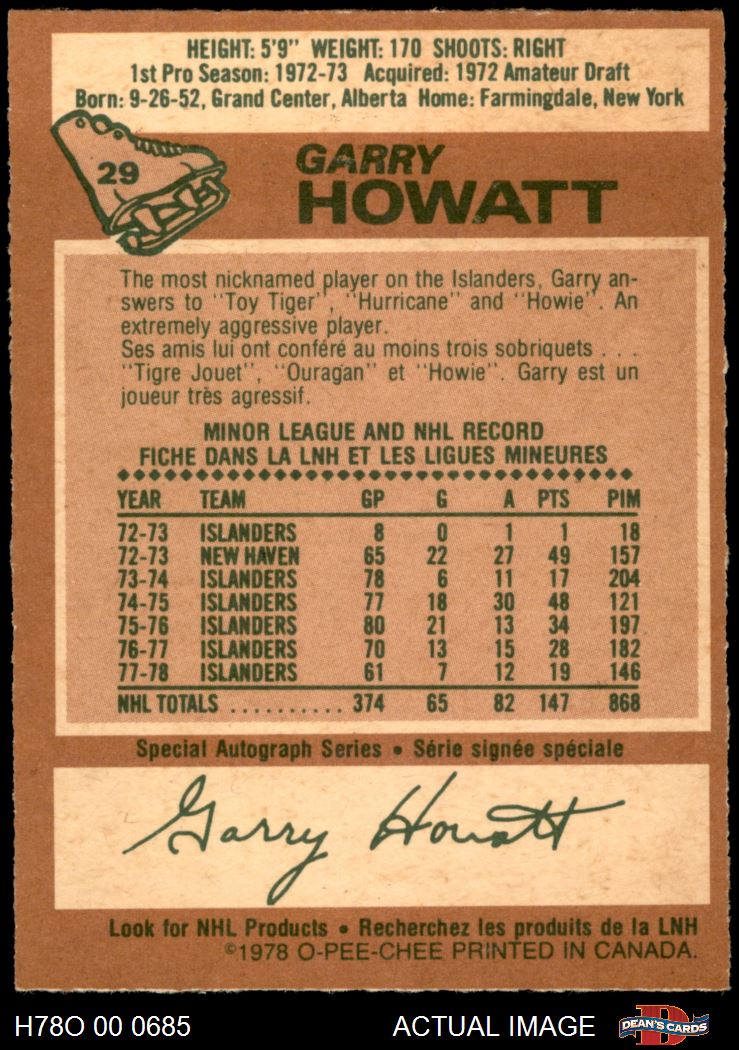 HEIGHT: 5'9" WEIGHT: 170 SHOOTS: RIGHT
1st Pro Season: 1972-73 Acquired: 1972 Amateur Draft
Born: 9-26-52, Grand Center, Alberta Home: Farmingdale, New York
29
GARRY
HOWATT
The most nicknamed player on the Islanders, Garry an-
swers to "Toy Tiger", "Hurricane" and "Howie". An
extremely aggressive player.
Ses amis lui ont conféré au moins trois sobriquets . . .
"Tigre Jouet", "Ouragan" et "Howie". Garry est un
joueur très agressif.
MINOR LEAGUE AND NHL RECORD
FICHE DANS LA LNH ET LES LIGUES MINEURES
YEAR TEAM GP G A PTS PIM
72-73 ISLANDERS 8 0 1 1 18
72-73 NEW HAVEN 65 22 27 49 157
73-74 ISLANDERS 78 6 11 17 204
74-75 ISLANDERS 77 18 30 48 121
75-76 ISLANDERS 80 21 13 34 197
76-77 ISLANDERS 70 13 15 28 182
77-78 ISLANDERS 61 7 12 19 146
NHL TOTALS .......... 374 65 82 147 868
Special Autograph Series • Série signée spéciale
Garry Howatt
Look for NHL Products • Recherchez les produits de la LNH
©1978 O-PEE-CHEE PRINTED IN CANADA.
H78O 00 0685 ACTUAL IMAGE D DEAN'S CARDS